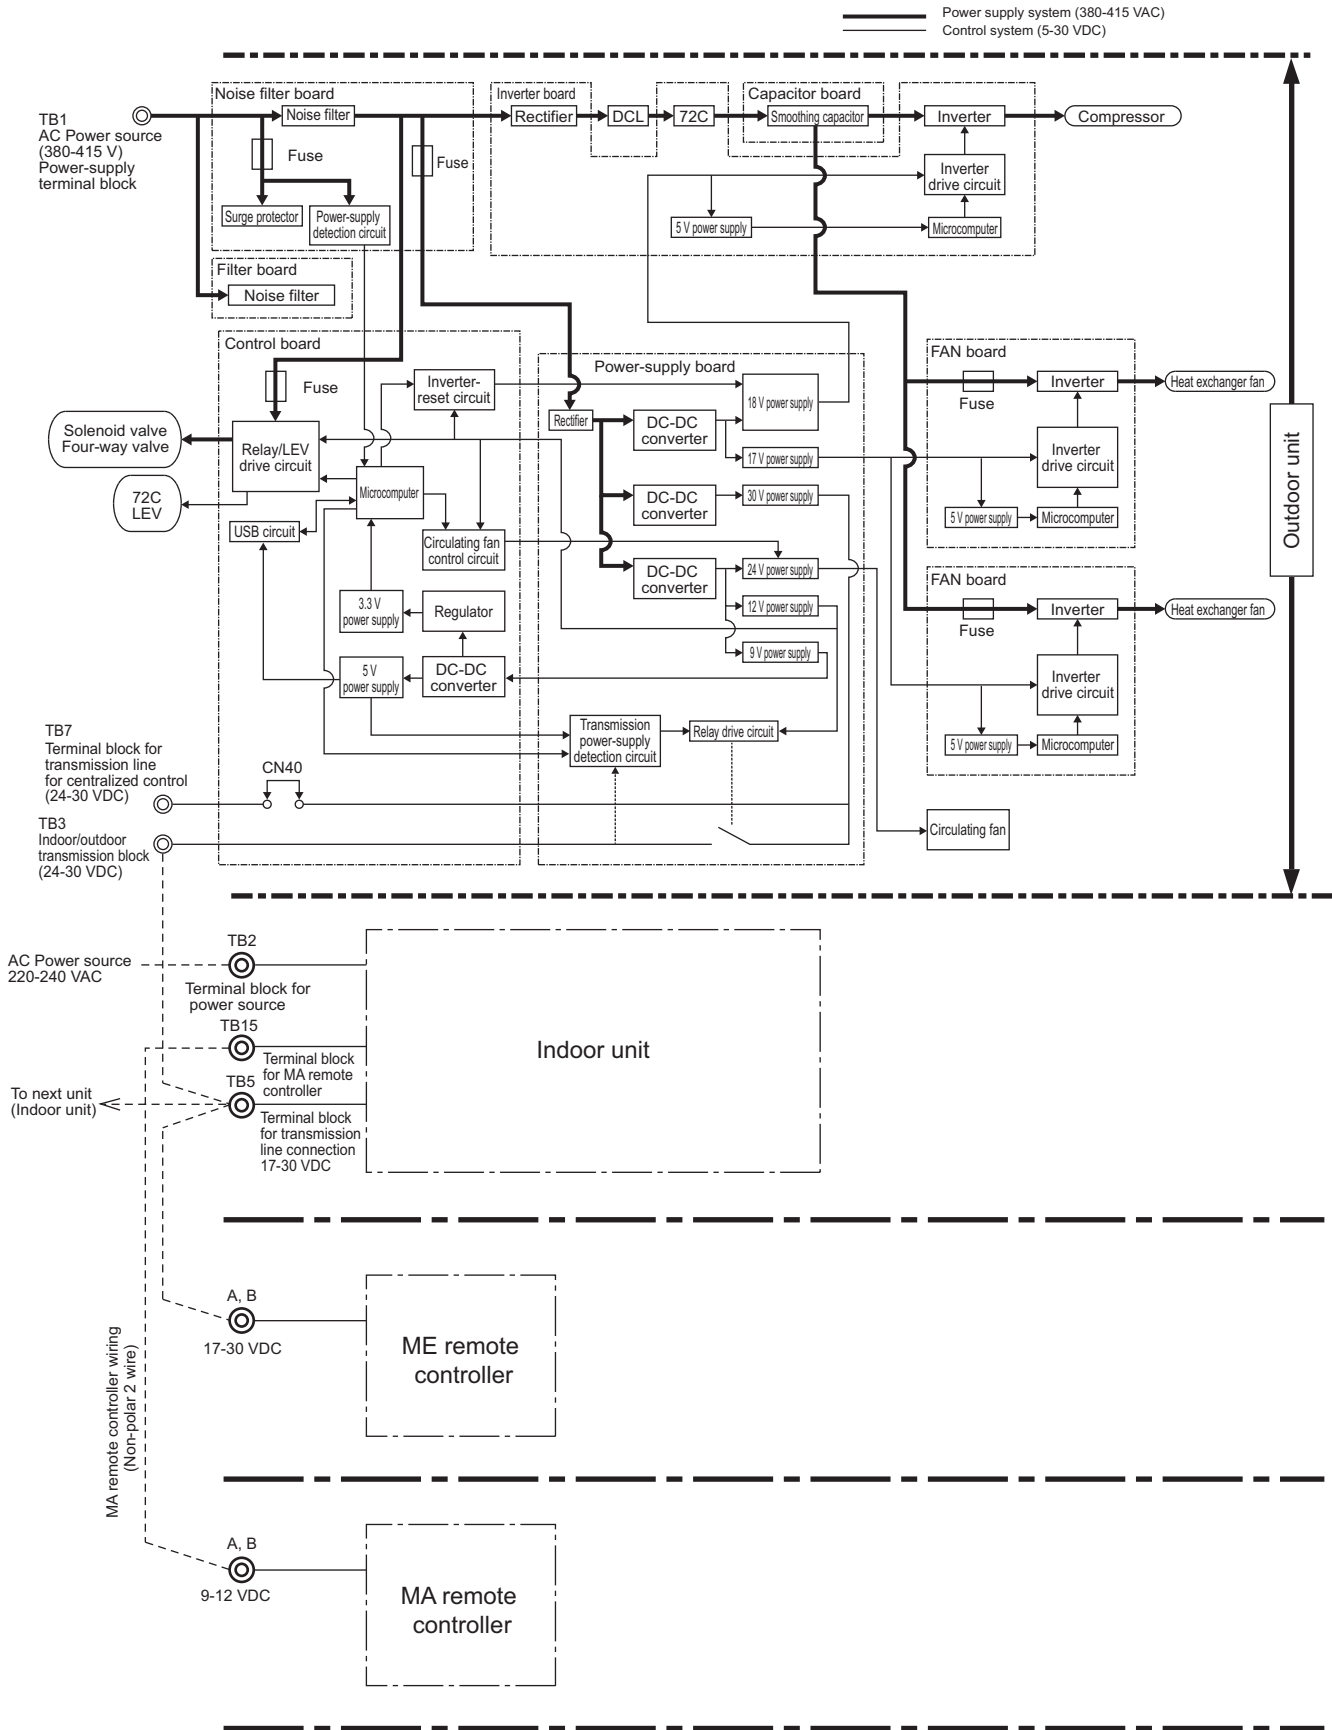 Power supply system (380-415 VAC)
Control system (5-30 VDC)
TB1
AC Power source
(380-415 V)
Power-supply
terminal block
Noise filter board
Noise filter
Fuse
Fuse
Surge protector
Power-supply
detection circuit
Inverter board
Rectifier
DCL
72C
Capacitor board
Smoothing capacitor
Inverter
Compressor
Inverter
drive circuit
5 V power supply
Microcomputer
Filter board
Noise filter
Control board
Fuse
Inverter-
reset circuit
Solenoid valve
Four-way valve
Relay/LEV
drive circuit
72C
LEV
Microcomputer
USB circuit
Circulating fan
control circuit
3.3 V
power supply
Regulator
5 V
power supply
DC-DC
converter
Power-supply board
Rectifier
DC-DC
converter
18 V power supply
17 V power supply
DC-DC
converter
30 V power supply
DC-DC
converter
24 V power supply
12 V power supply
9 V power supply
Transmission
power-supply
detection circuit
Relay drive circuit
FAN board
Fuse
Inverter
Heat exchanger fan
Inverter
drive circuit
5 V power supply
Microcomputer
FAN board
Fuse
Inverter
Heat exchanger fan
Inverter
drive circuit
5 V power supply
Microcomputer
Circulating fan
Outdoor unit
TB7
Terminal block for
transmission line
for centralized control
(24-30 VDC)
CN40
TB3
Indoor/outdoor
transmission block
(24-30 VDC)
AC Power source
220-240 VAC
TB2
Terminal block for
power source
TB15
Terminal block
for MA remote
controller
TB5
Terminal block
for transmission
line connection
17-30 VDC
To next unit
(Indoor unit)
Indoor unit
A, B
17-30 VDC
ME remote
controller
MA remote controller wiring
(Non-polar 2 wire)
A, B
9-12 VDC
MA remote
controller